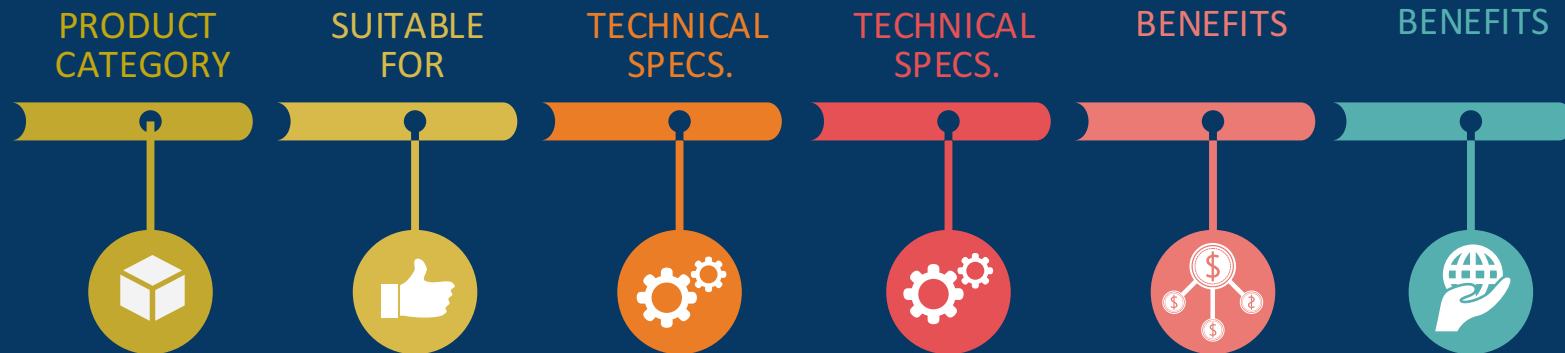 PRODUCT
CATEGORY
SUITABLE
FOR
TECHNICAL
SPECS.
TECHNICAL
SPECS.
BENEFITS
BENEFITS
$
$
$
$